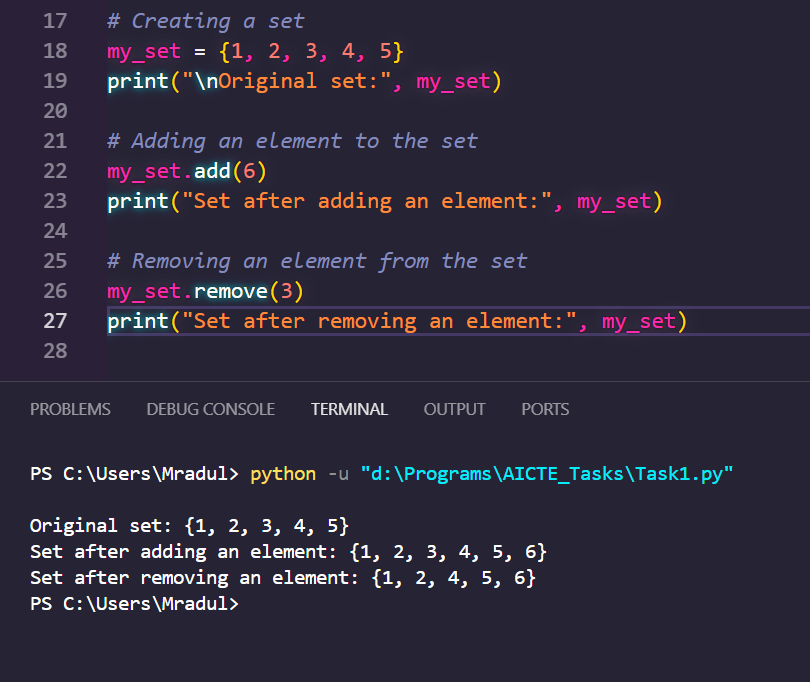 17 # Creating a set
18 my_set = {1, 2, 3, 4, 5}
19 print("\nOriginal set:", my_set)
20
21 # Adding an element to the set
22 my_set.add(6)
23 print("Set after adding an element:", my_set)
24
25 # Removing an element from the set
26 my_set.remove(3)
27 print("Set after removing an element:", my_set)
28
PROBLEMS DEBUG CONSOLE TERMINAL OUTPUT PORTS
PS C:\Users\Mradul> python -u "d:\Programs\AICTE_Tasks\Task1.py"
Original set: {1, 2, 3, 4, 5}
Set after adding an element: {1, 2, 3, 4, 5, 6}
Set after removing an element: {1, 2, 4, 5, 6}
PS C:\Users\Mradul>